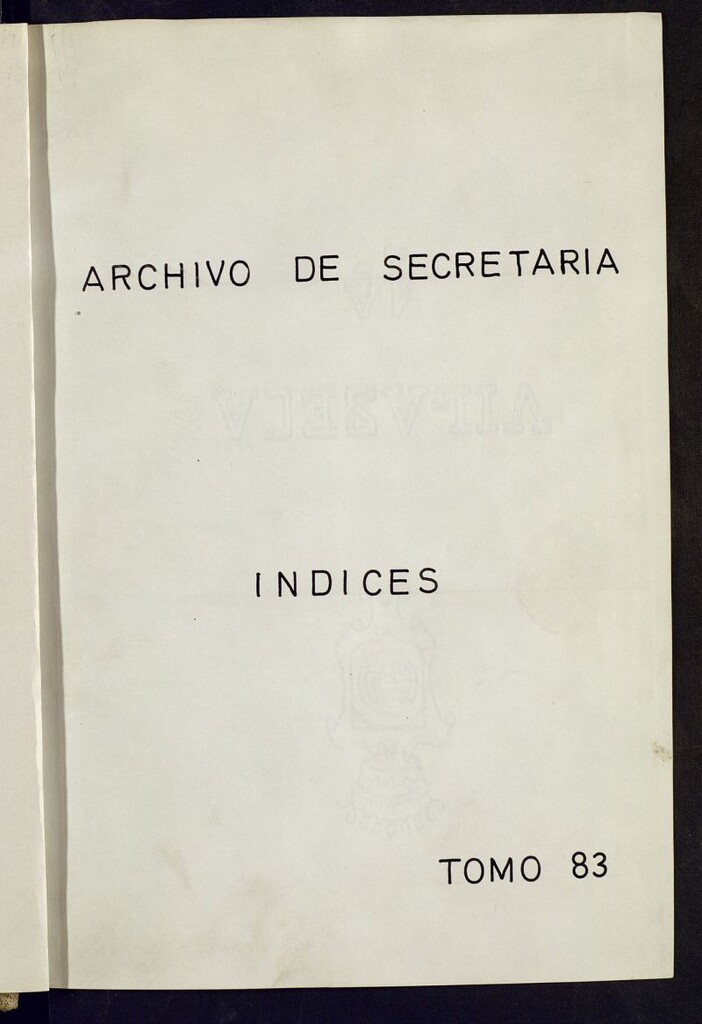 ARCHIVO DE SECRETARIA
INDICES
TOMO 83